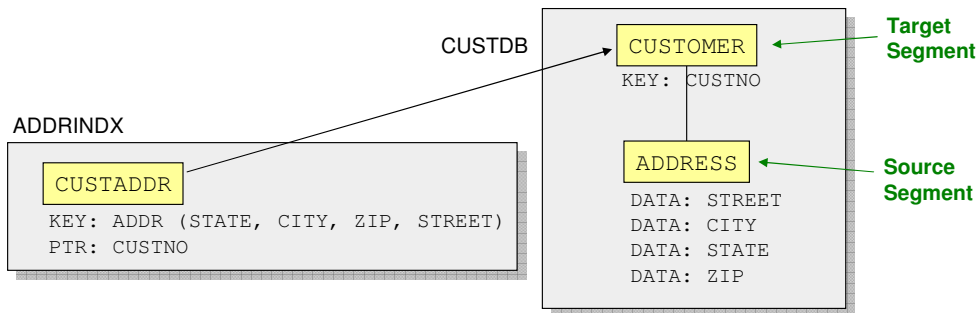 ADDRINDX
CUSTADDR
KEY: ADDR (STATE, CITY, ZIP, STREET)
PTR: CUSTNO
CUSTDB
CUSTOMER
KEY: CUSTNO
ADDRESS
DATA: STREET
DATA: CITY
DATA: STATE
DATA: ZIP
Target
Segment
Source
Segment